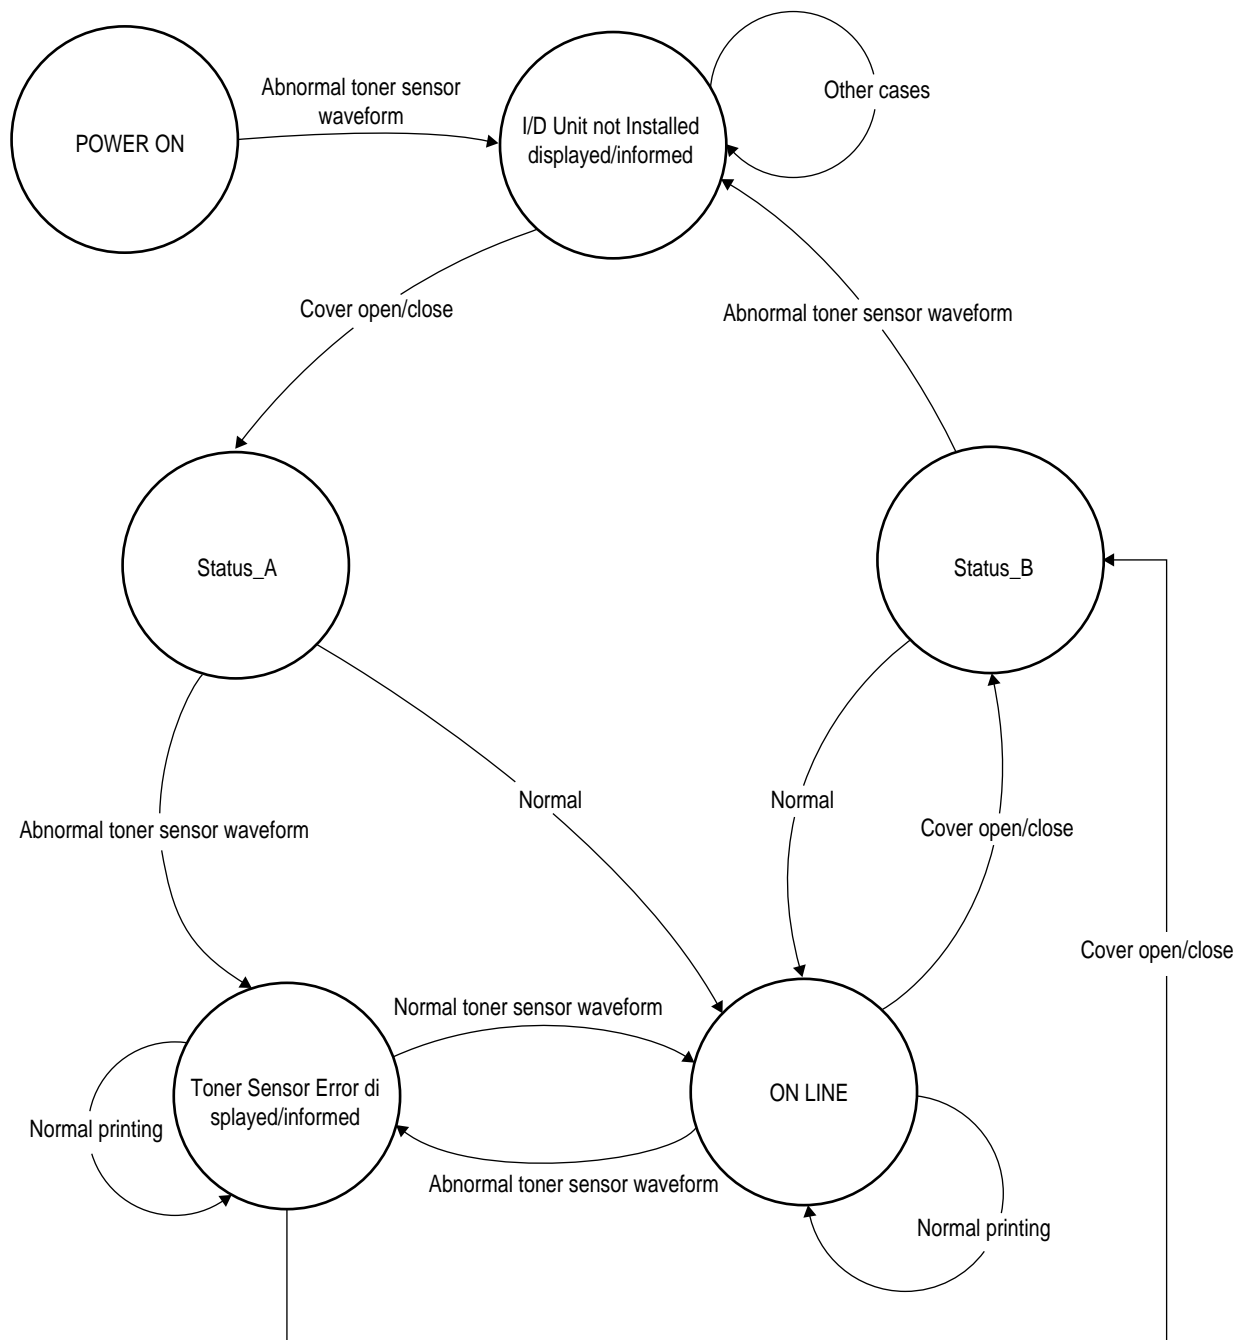 Abnormal toner sensor
waveform
POWER ON
I/D Unit not Installed
displayed/informed
Other cases
Cover open/close
Abnormal toner sensor waveform
Status_A
Status_B
Normal
Normal
Abnormal toner sensor waveform
Cover open/close
Cover open/close
Normal toner sensor waveform
Toner Sensor Error di
splayed/informed
ON LINE
Normal printing
Abnormal toner sensor waveform
Normal printing